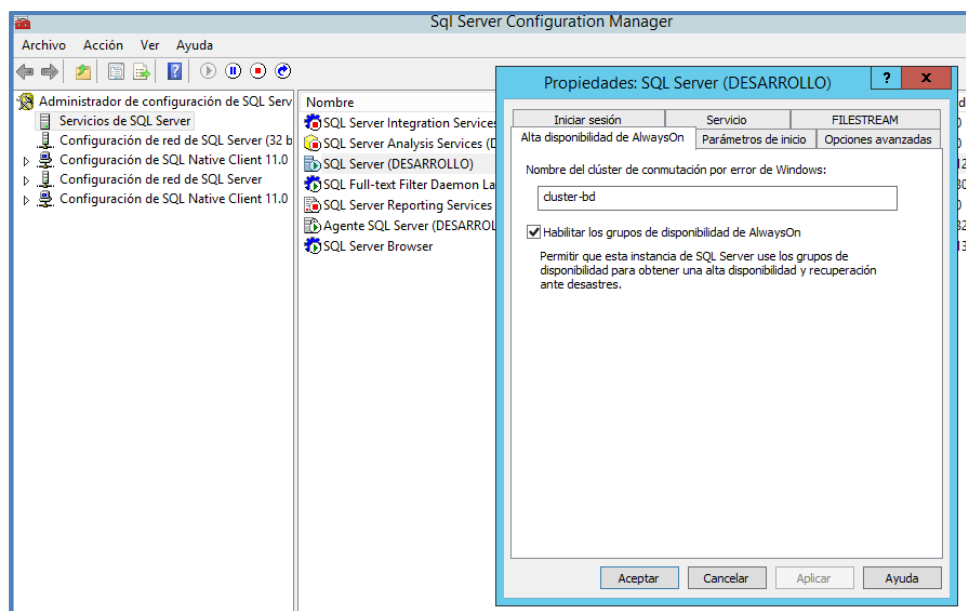 Sql Server Configuration Manager
Archivo Acción Ver Ayuda
Administrador de configuración de SQL Serv
Servicios de SQL Server
Configuración de red de SQL Server (32 b
Configuración de SQL Native Client 11.0
Configuración de red de SQL Server
Configuración de SQL Native Client 11.0
Nombre
SQL Server Integration Services
SQL Server Analysis Services (D
SQL Server (DESARROLLO)
SQL Full-text Filter Daemon La
SQL Server Reporting Services
Agente SQL Server (DESARROL
SQL Server Browser
Propiedades: SQL Server (DESARROLLO)
Iniciar sesión Servicio FILESTREAM
Alta disponibilidad de AlwaysOn Parámetros de inicio Opciones avanzadas
Nombre del clúster de conmutación por error de Windows:
cluster-bd
Habilitar los grupos de disponibilidad de AlwaysOn
Permitir que esta instancia de SQL Server use los grupos de
disponibilidad para obtener una alta disponibilidad y recuperación
ante desastres.
Aceptar Cancelar Aplicar Ayuda